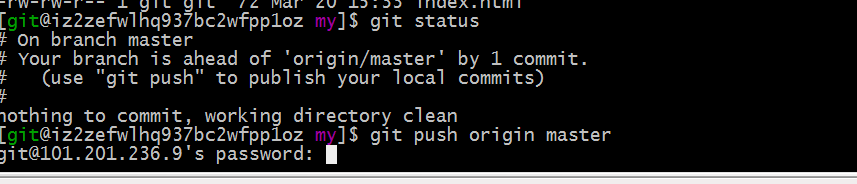 -rw-rw-r-- 1 git git  72 Mar 20 15:33 index.html
[git@iz2zefwlhq937bc2wfpp1oz my]$ git status
# On branch master
# Your branch is ahead of 'origin/master' by 1 commit.
#   (use "git push" to publish your local commits)
#
nothing to commit, working directory clean
[git@iz2zefwlhq937bc2wfpp1oz my]$ git push origin master
git@101.201.236.9's password: